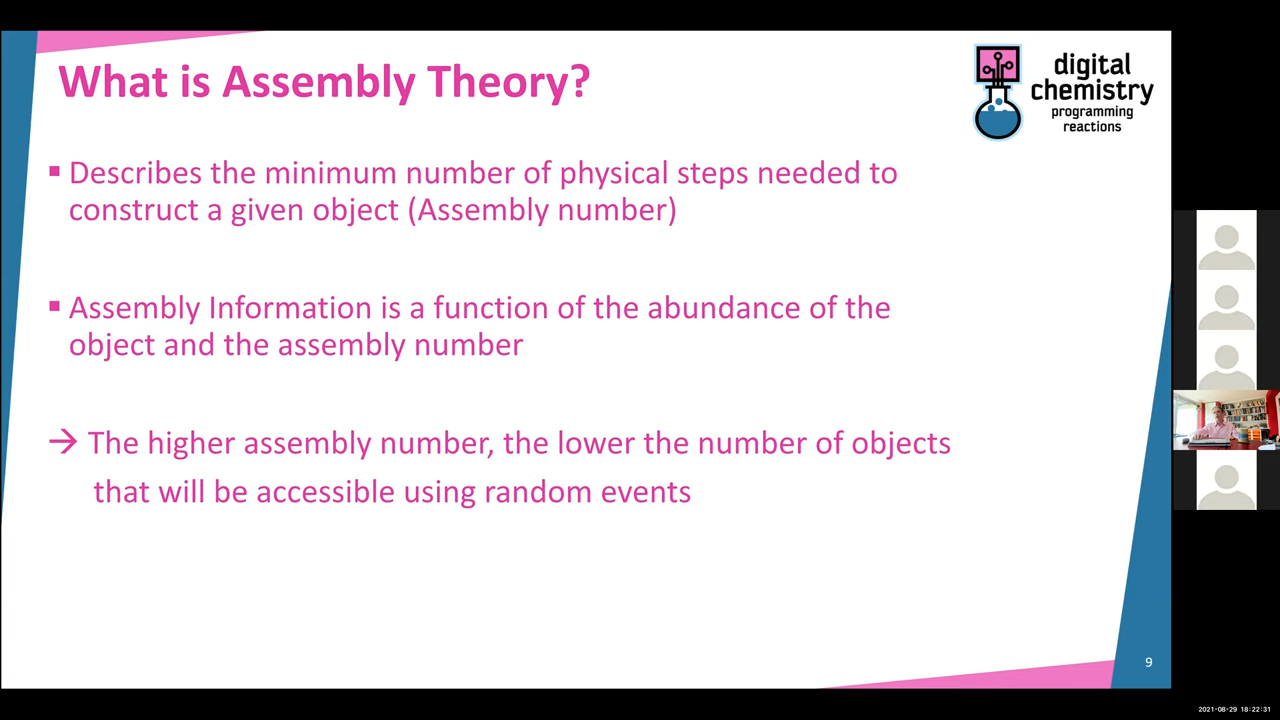 What is Assembly Theory?
digital
chemistry
programming
reactions
▪ Describes the minimum number of physical steps needed to
construct a given object (Assembly number)
▪ Assembly Information is a function of the abundance of the
object and the assembly number
→ The higher assembly number, the lower the number of objects
that will be accessible using random events
9
2021-08-29 18:22:31